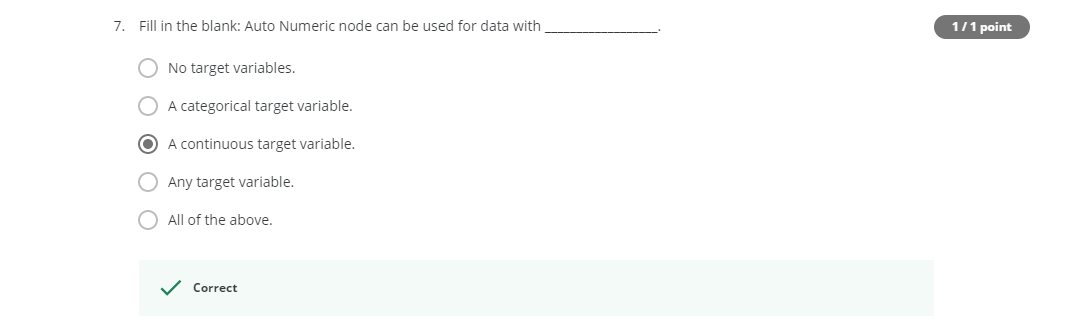 7. Fill in the blank: Auto Numeric node can be used for data with __________________.
1 / 1 point
No target variables.
A categorical target variable.
A continuous target variable.
Any target variable.
All of the above.
Correct